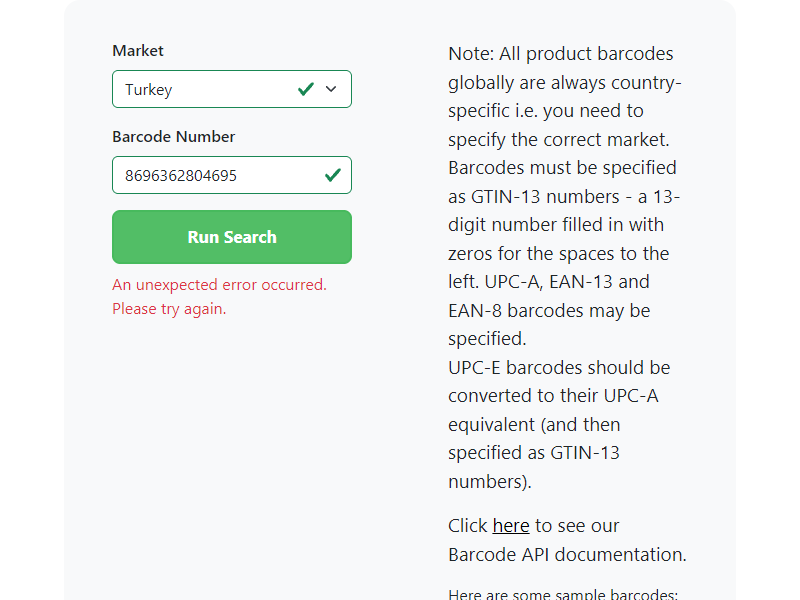 Market
Turkey
Barcode Number
8696362804695
Run Search
An unexpected error occurred.
Please try again.
Note: All product barcodes
globally are always country-
specific i.e. you need to
specify the correct market.
Barcodes must be specified
as GTIN-13 numbers - a 13-
digit number filled in with
zeros for the spaces to the
left. UPC-A, EAN-13 and
EAN-8 barcodes may be
specified.
UPC-E barcodes should be
converted to their UPC-A
equivalent (and then
specified as GTIN-13
numbers).
Click here to see our
Barcode API documentation.
Here are some sample barcodes: